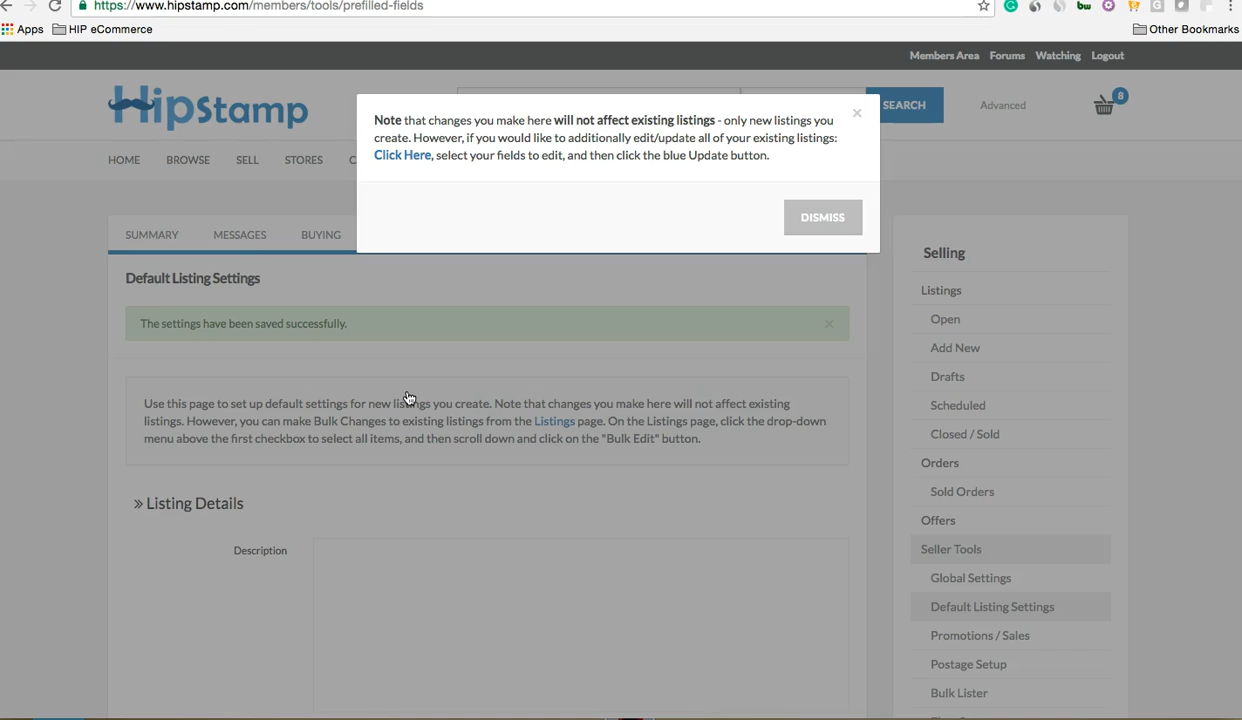 https://www.hipstamp.com/members/tools/prefilled-fields
Apps
HIP eCommerce
Other Bookmarks
Members Area
Forums
Watching
Logout
HipStamp
SEARCH
Advanced
8
HOME
BROWSE
SELL
STORES
Note that changes you make here will not affect existing listings - only new listings you
create. However, if you would like to additionally edit/update all of your existing listings:
Click Here, select your fields to edit, and then click the blue Update button.
DISMISS
SUMMARY
MESSAGES
BUYING
Default Listing Settings
The settings have been saved successfully.
Use this page to set up default settings for new listings you create. Note that changes you make here will not affect existing
listings. However, you can make Bulk Changes to existing listings from the Listings page. On the Listings page, click the drop-down
menu above the first checkbox to select all items, and then scroll down and click on the "Bulk Edit" button.
» Listing Details
Description
Selling
Listings
Open
Add New
Drafts
Scheduled
Closed / Sold
Orders
Sold Orders
Offers
Seller Tools
Global Settings
Default Listing Settings
Promotions / Sales
Postage Setup
Bulk Lister